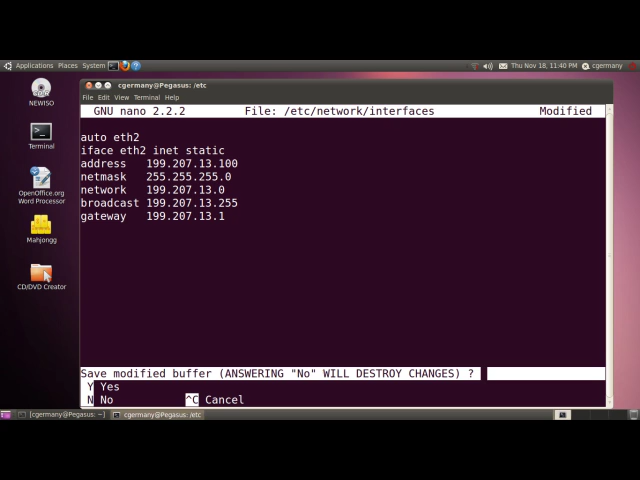 Applications Places System Thu Nov 18, 11:40 PM cgermany
NEWISO
Terminal
OpenOffice.org
Word Processor
Mahjongg
CD/DVD Creator
cgermany@Pegasus: /etc
File Edit View Terminal Help
GNU nano 2.2.2 File: /etc/network/interfaces Modified
auto eth2
iface eth2 inet static
address 199.207.13.100
netmask 255.255.255.0
network 199.207.13.0
broadcast 199.207.13.255
gateway 199.207.13.1
Save modified buffer (ANSWERING "No" WILL DESTROY CHANGES) ?
Y Yes
N No ^C Cancel
[cgermany@Pegasus: ~] cgermany@Pegasus: /etc